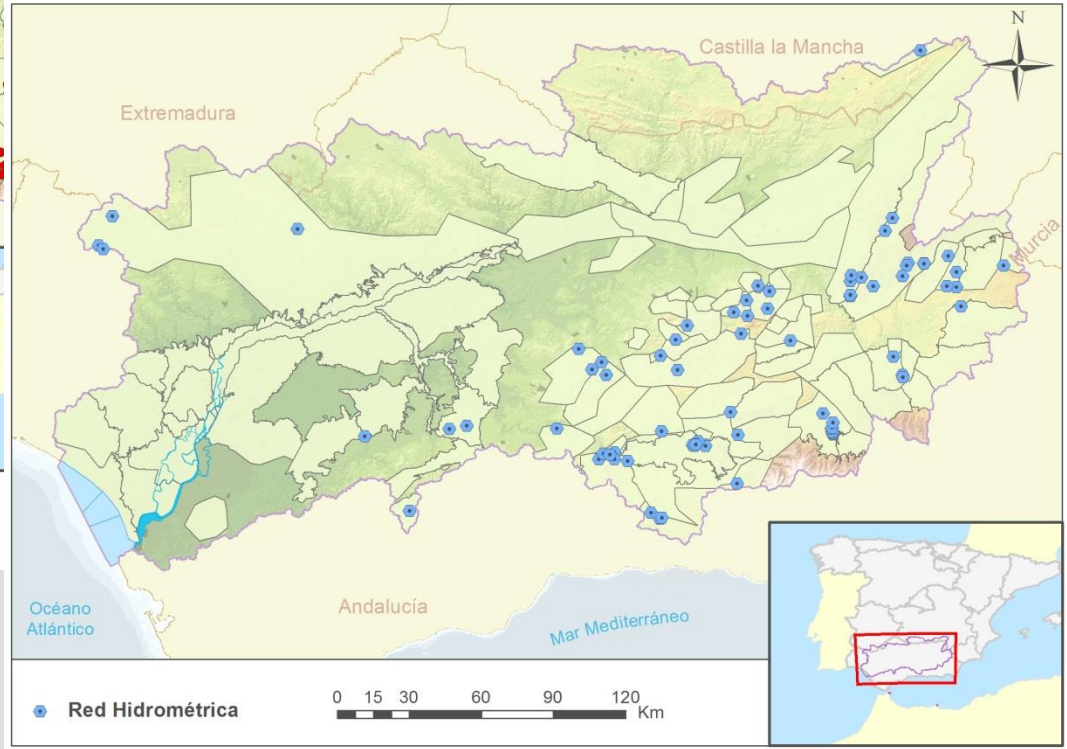 N
Castilla la Mancha
Extremadura
Murcia
Océano
Atlántico
Andalucía
Mar Mediterráneo
Red Hidrométrica
0 15 30 60 90 120
Km